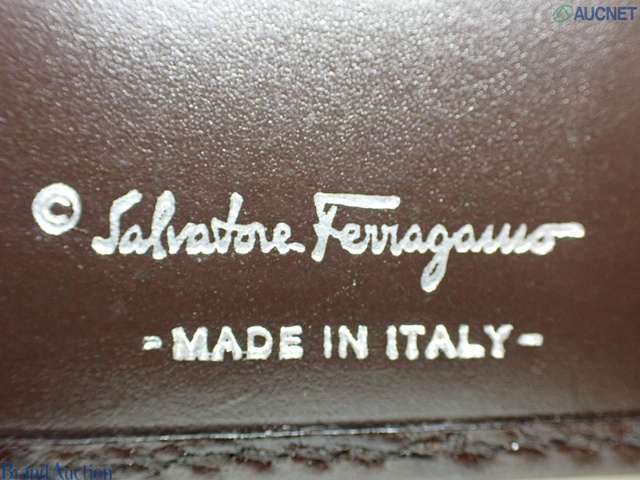 AUCNET
© Salvatore Ferragamo
-MADE IN ITALY-
Brand Auction